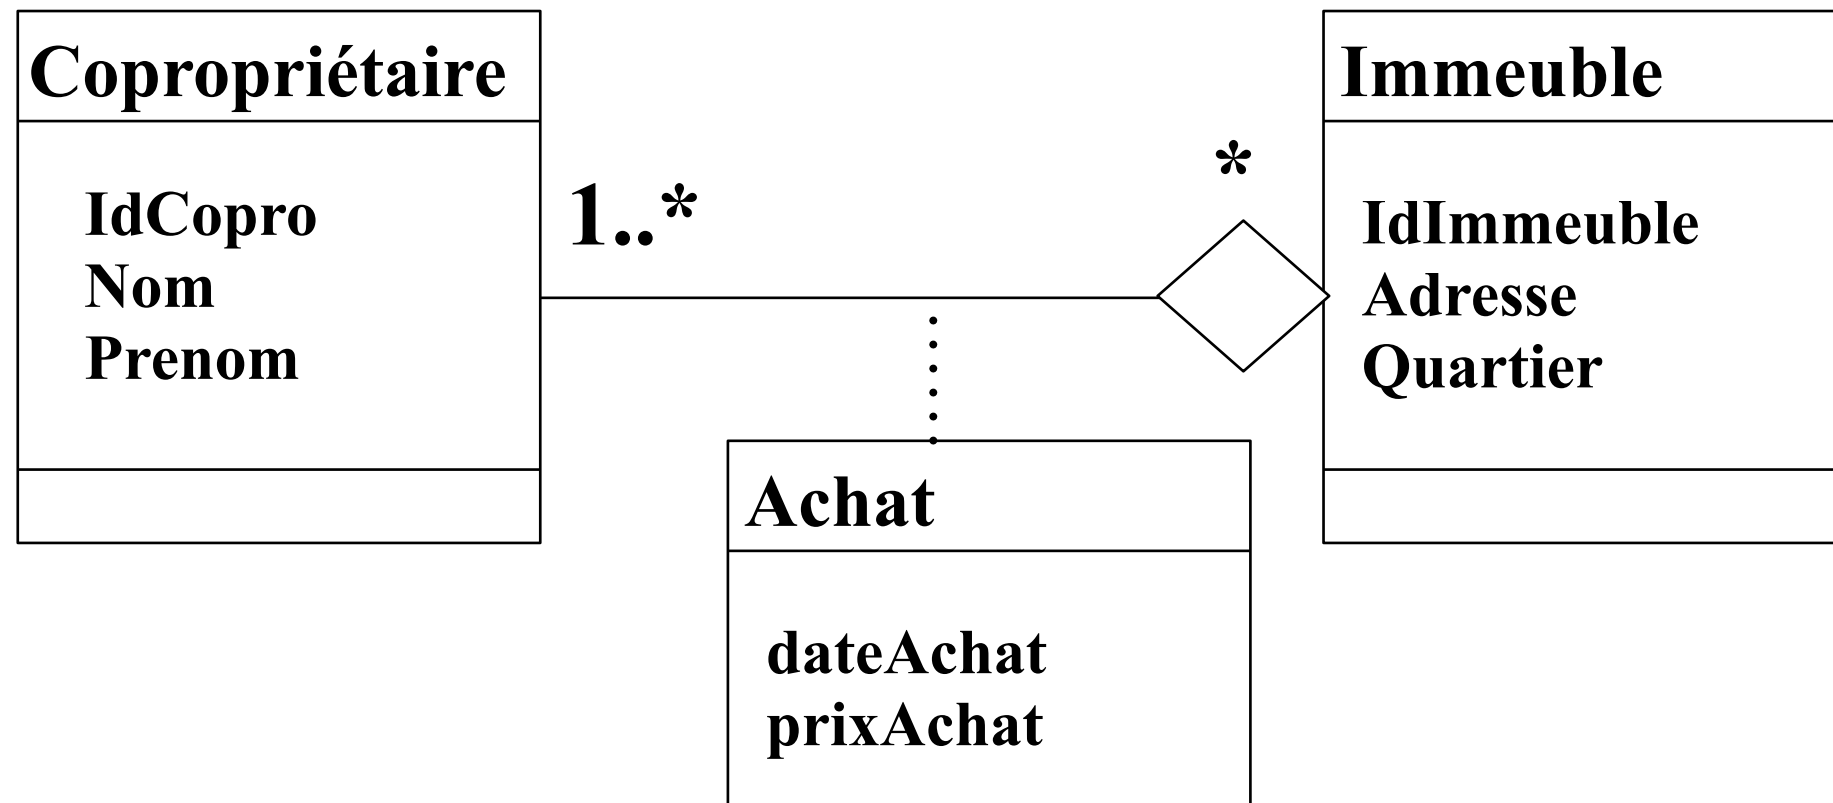 Copropriétaire
IdCopro
Nom
Prenom
1..*
*
Immeuble
IdImmeuble
Adresse
Quartier
Achat
dateAchat
prixAchat